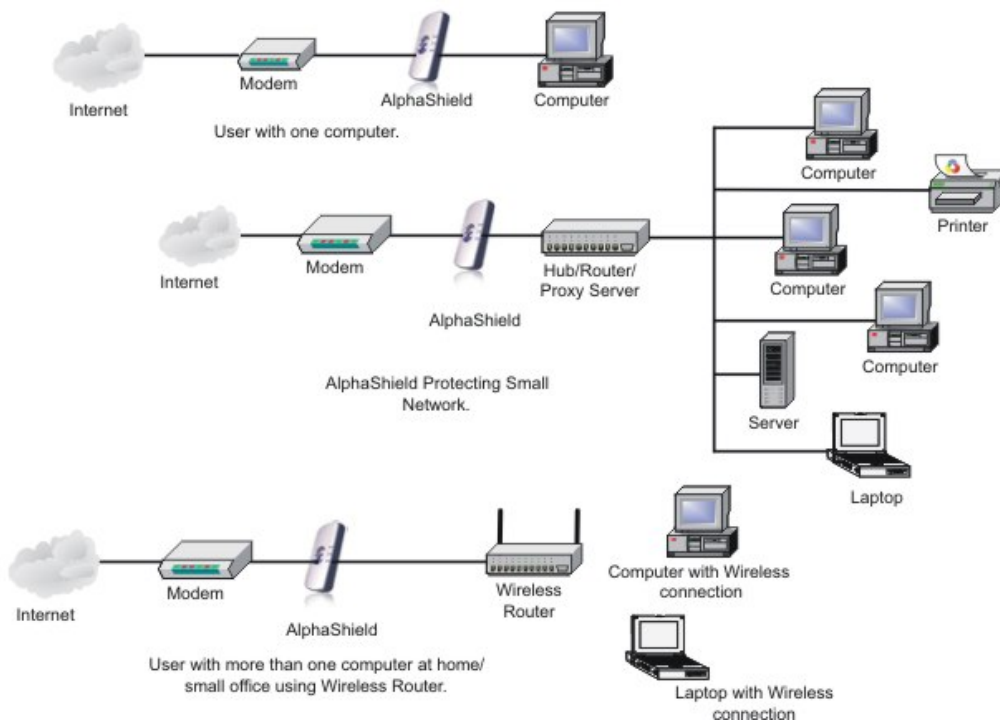 Internet
Modem
AlphaShield
Computer
User with one computer.
Computer
Printer
Internet
Modem
AlphaShield
Hub/Router/
Proxy Server
Computer
Computer
AlphaShield Protecting Small
Network.
Server
Laptop
Internet
Modem
AlphaShield
Wireless
Router
Computer with Wireless
connection
User with more than one computer at home/
small office using Wireless Router.
Laptop with Wireless
connection